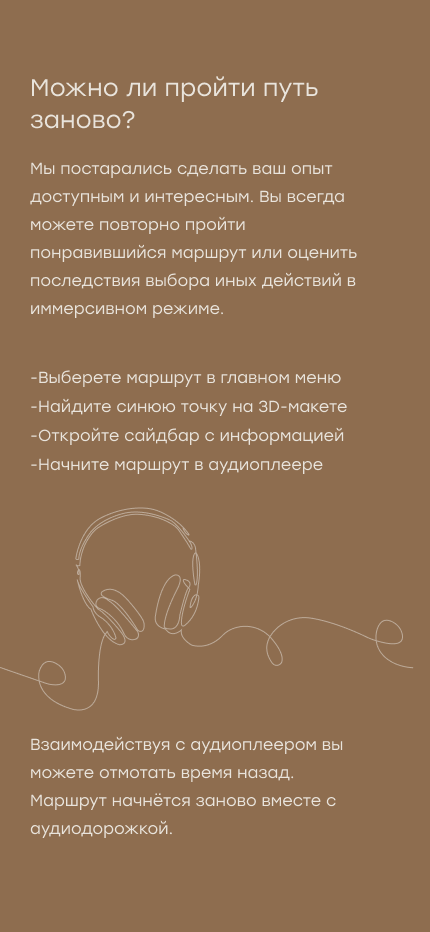 Можно ли пройти путь
заново?
Мы постарались сделать ваш опыт
доступным и интересным. Вы всегда
можете повторно пройти
понравившийся маршрут или оценить
последствия выбора иных действий в
иммерсивном режиме.
-Выберете маршрут в главном меню
-Найдите синюю точку на 3D-макете
-Откройте сайдбар с информацией
-Начните маршрут в аудиоплеере
Взаимодействуя с аудиоплеером вы
можете отмотать время назад.
Маршрут начнётся заново вместе с
аудиодорожкой.